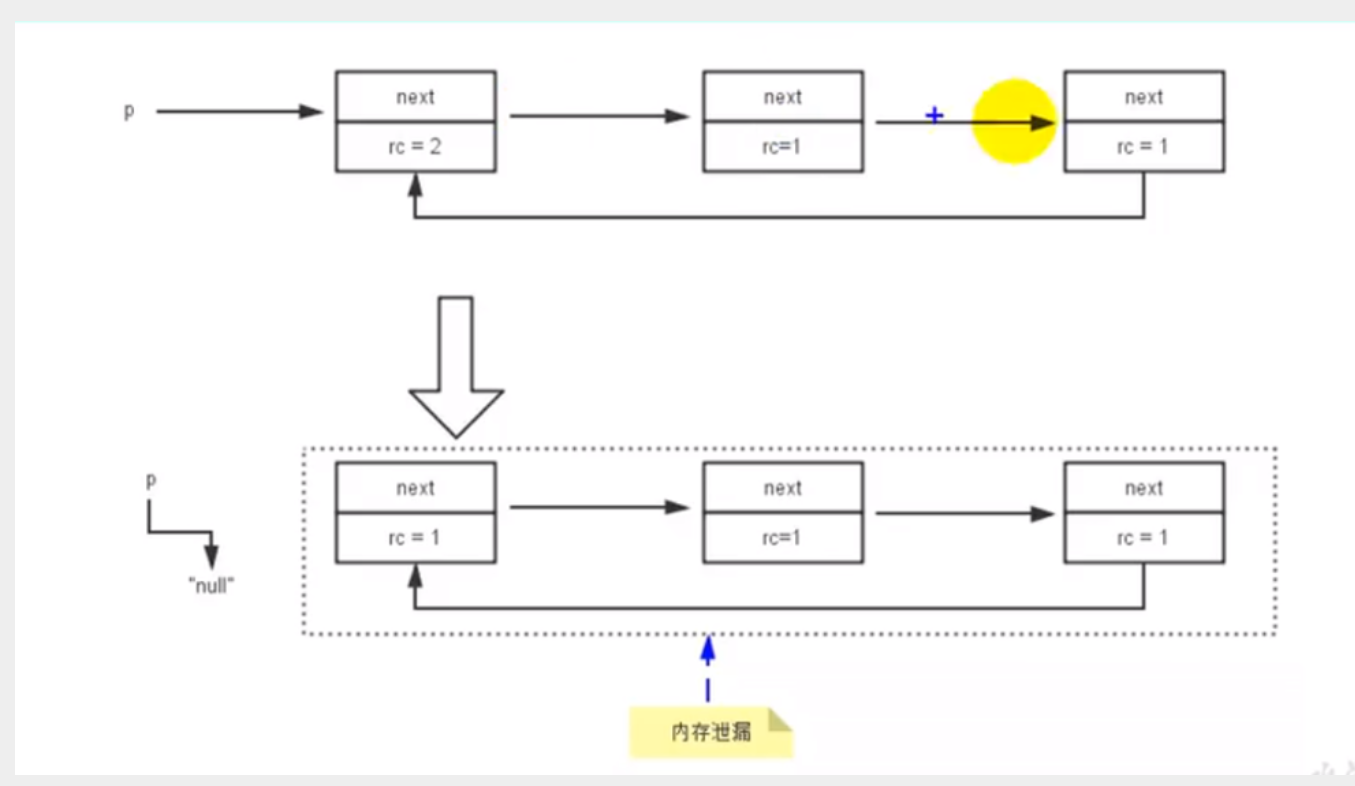 p
next
next
next
rc = 2
rc=1
rc = 1
p
next
next
next
rc = 1
rc=1
rc = 1
"null"
内存泄漏